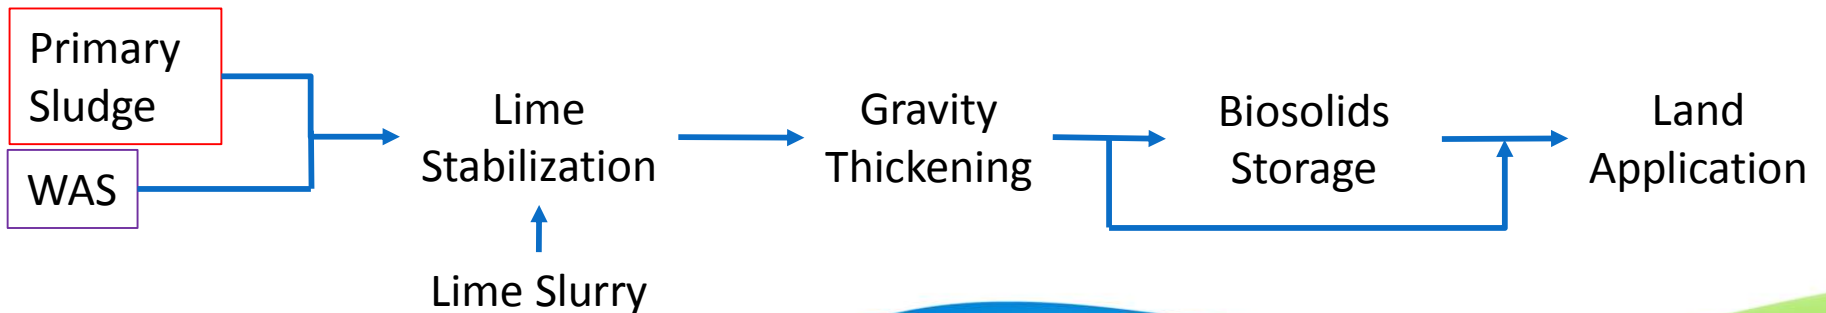 Primary
Sludge
WAS
Lime
Stabilization
Lime Slurry
Gravity
Thickening
Biosolids
Storage
Land
Application